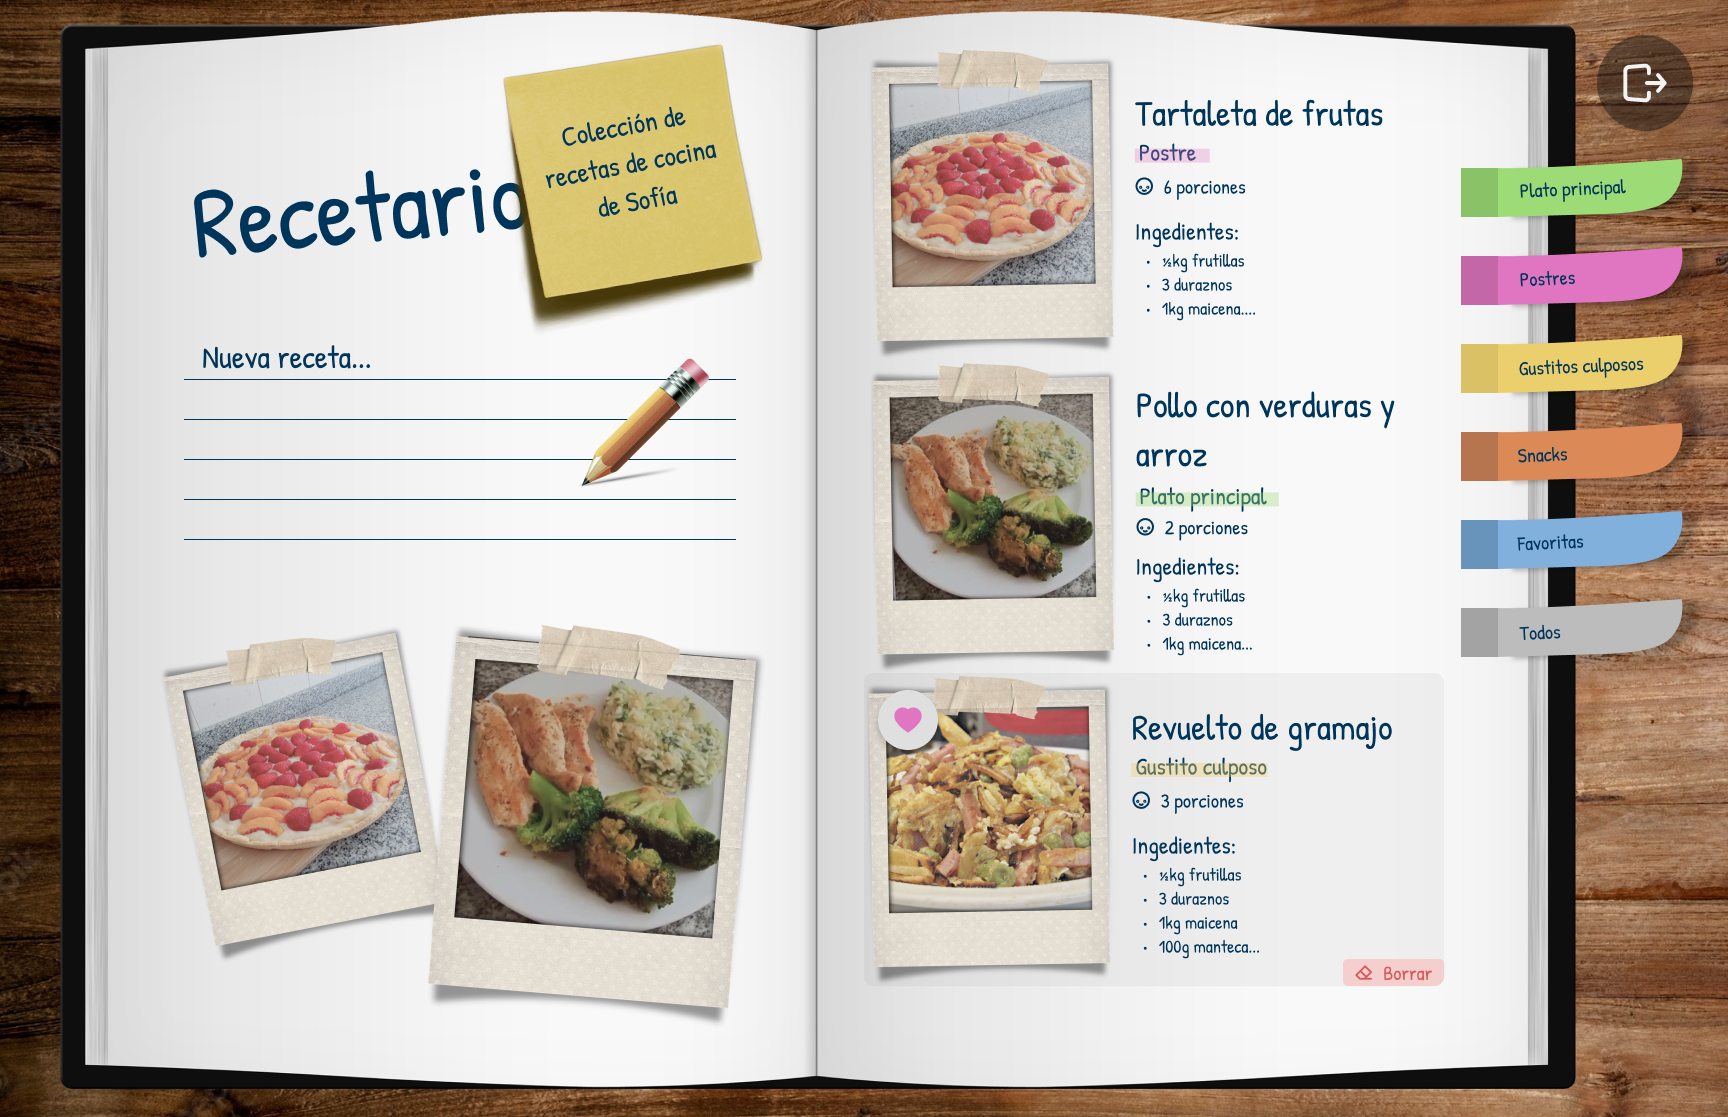 Recetario
Colección de
recetas de cocina
de Sofía
Nueva receta...
Tartaleta de frutas
Postre
6 porciones
Ingedientes:
• ½kg frutillas
• 3 duraznos
• 1kg maicena....
Pollo con verduras y
arroz
Plato principal
2 porciones
Ingedientes:
• ½kg frutillas
• 3 duraznos
• 1kg maicena...
Revuelto de gramajo
Gustito culposo
3 porciones
Ingedientes:
• ½kg frutillas
• 3 duraznos
• 1kg maicena
• 100g manteca...
Borrar
Plato principal
Postres
Gustitos culposos
Snacks
Favoritas
Todos